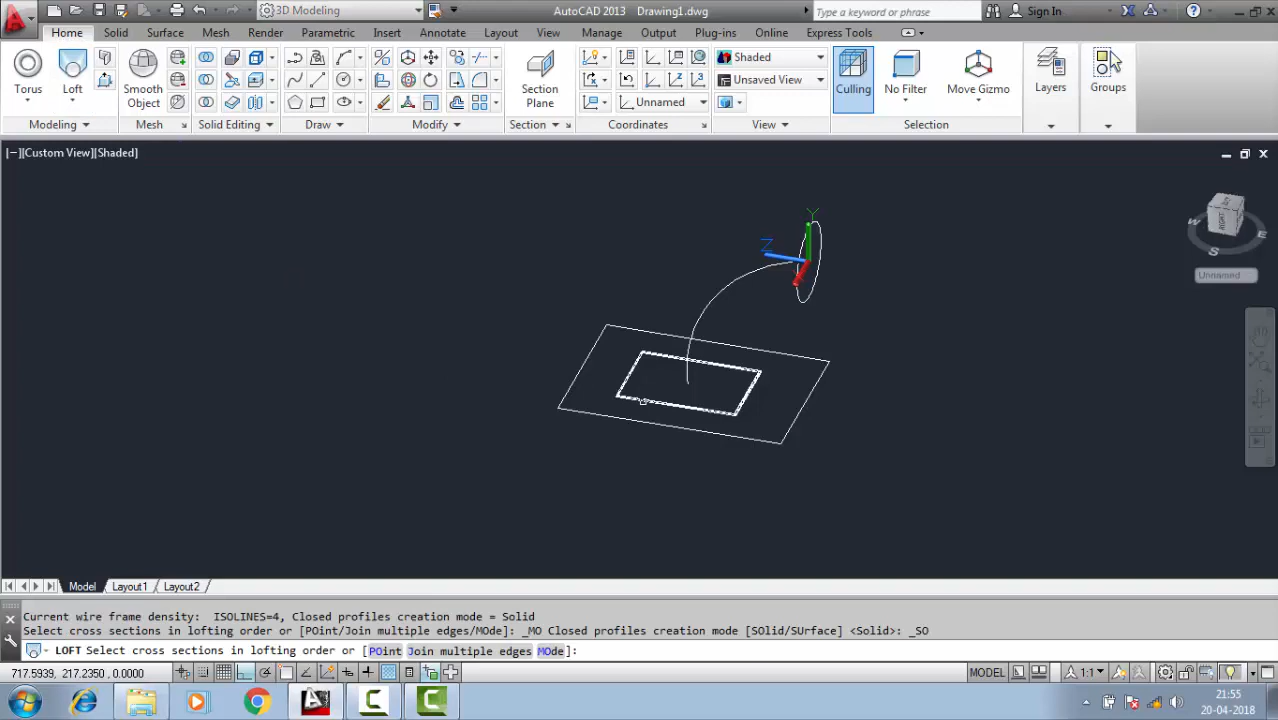 3D Modeling
Autodesk AutoCAD 2013 Drawing1.dwg
Type a keyword or phrase
Sign In
Home Solid Surface Mesh Render Parametric Insert Annotate Layout View Manage Output Plug-ins Online Express Tools
Torus
Loft
Smooth Object
Section Plane
Shaded
Unsaved View
Unnamed
Culling
No Filter
Move Gizmo
Layers
Groups
Modeling
Mesh
Solid Editing
Draw
Modify
Section
Coordinates
View
Selection
[−][Custom View][Shaded]
Y
Z
W
RIGHT
E
S
Unnamed
Model Layout1 Layout2
Current wire frame density: ISOLINES=4, Closed profiles creation mode = Solid
Select cross sections in lofting order or [POint/Join multiple edges/MOde]: _MO Closed profiles creation mode [SOlid/SUrface] <Solid>: _SO
LOFT Select cross sections in lofting order or [POint Join multiple edges MOde]:
717.5939, 717.2350, 0.0000
MODEL
1:1
21:55
20-04-2018